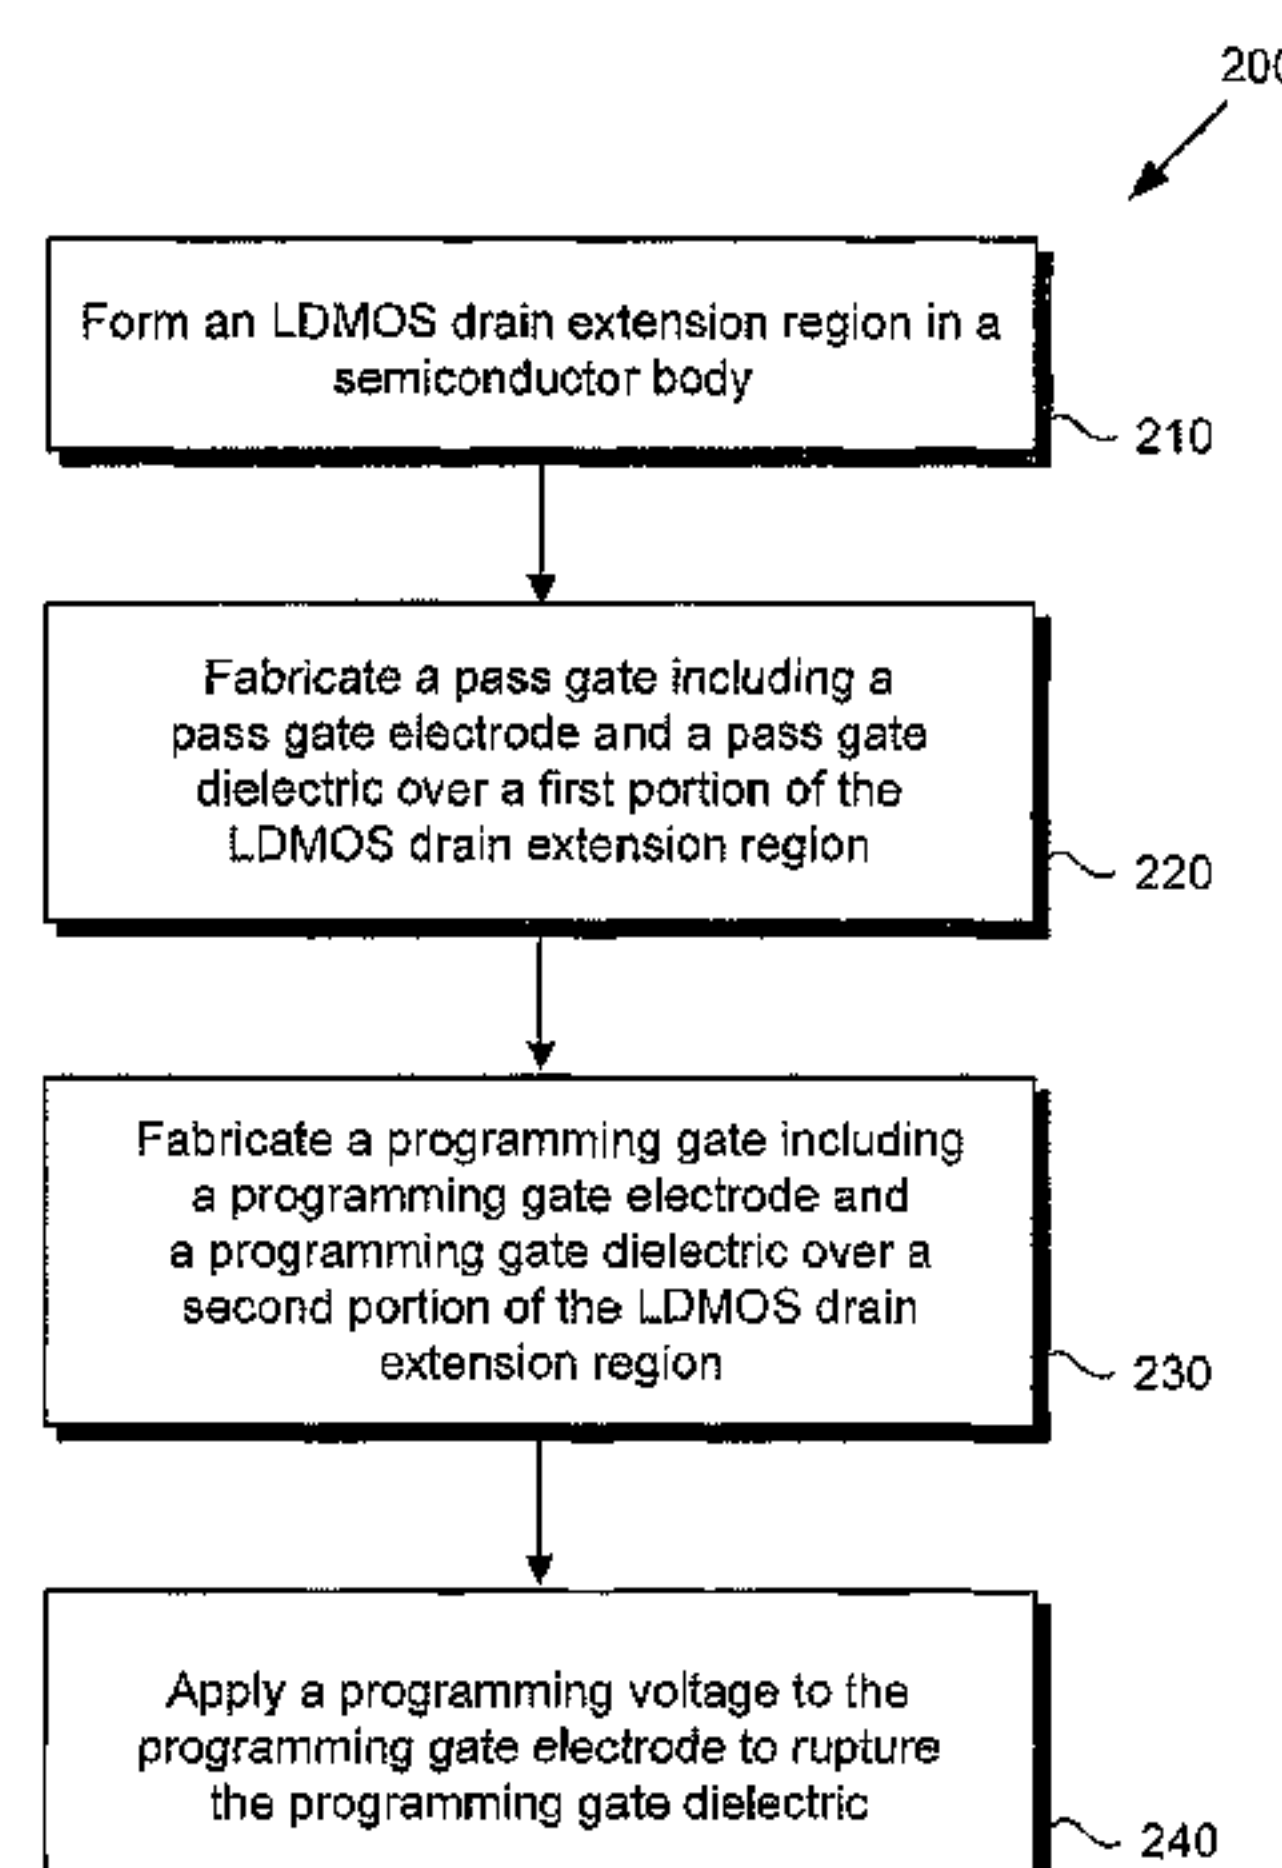 200
Form an LDMOS drain extension region in a
semiconductor body
210
Fabricate a pass gate including a
pass gate electrode and a pass gate
dielectric over a first portion of the
LDMOS drain extension region
220
Fabricate a programming gate including
a programming gate electrode and
a programming gate dielectric over a
second portion of the LDMOS drain
extension region
230
Apply a programming voltage to the
programming gate electrode to rupture
the programming gate dielectric
240